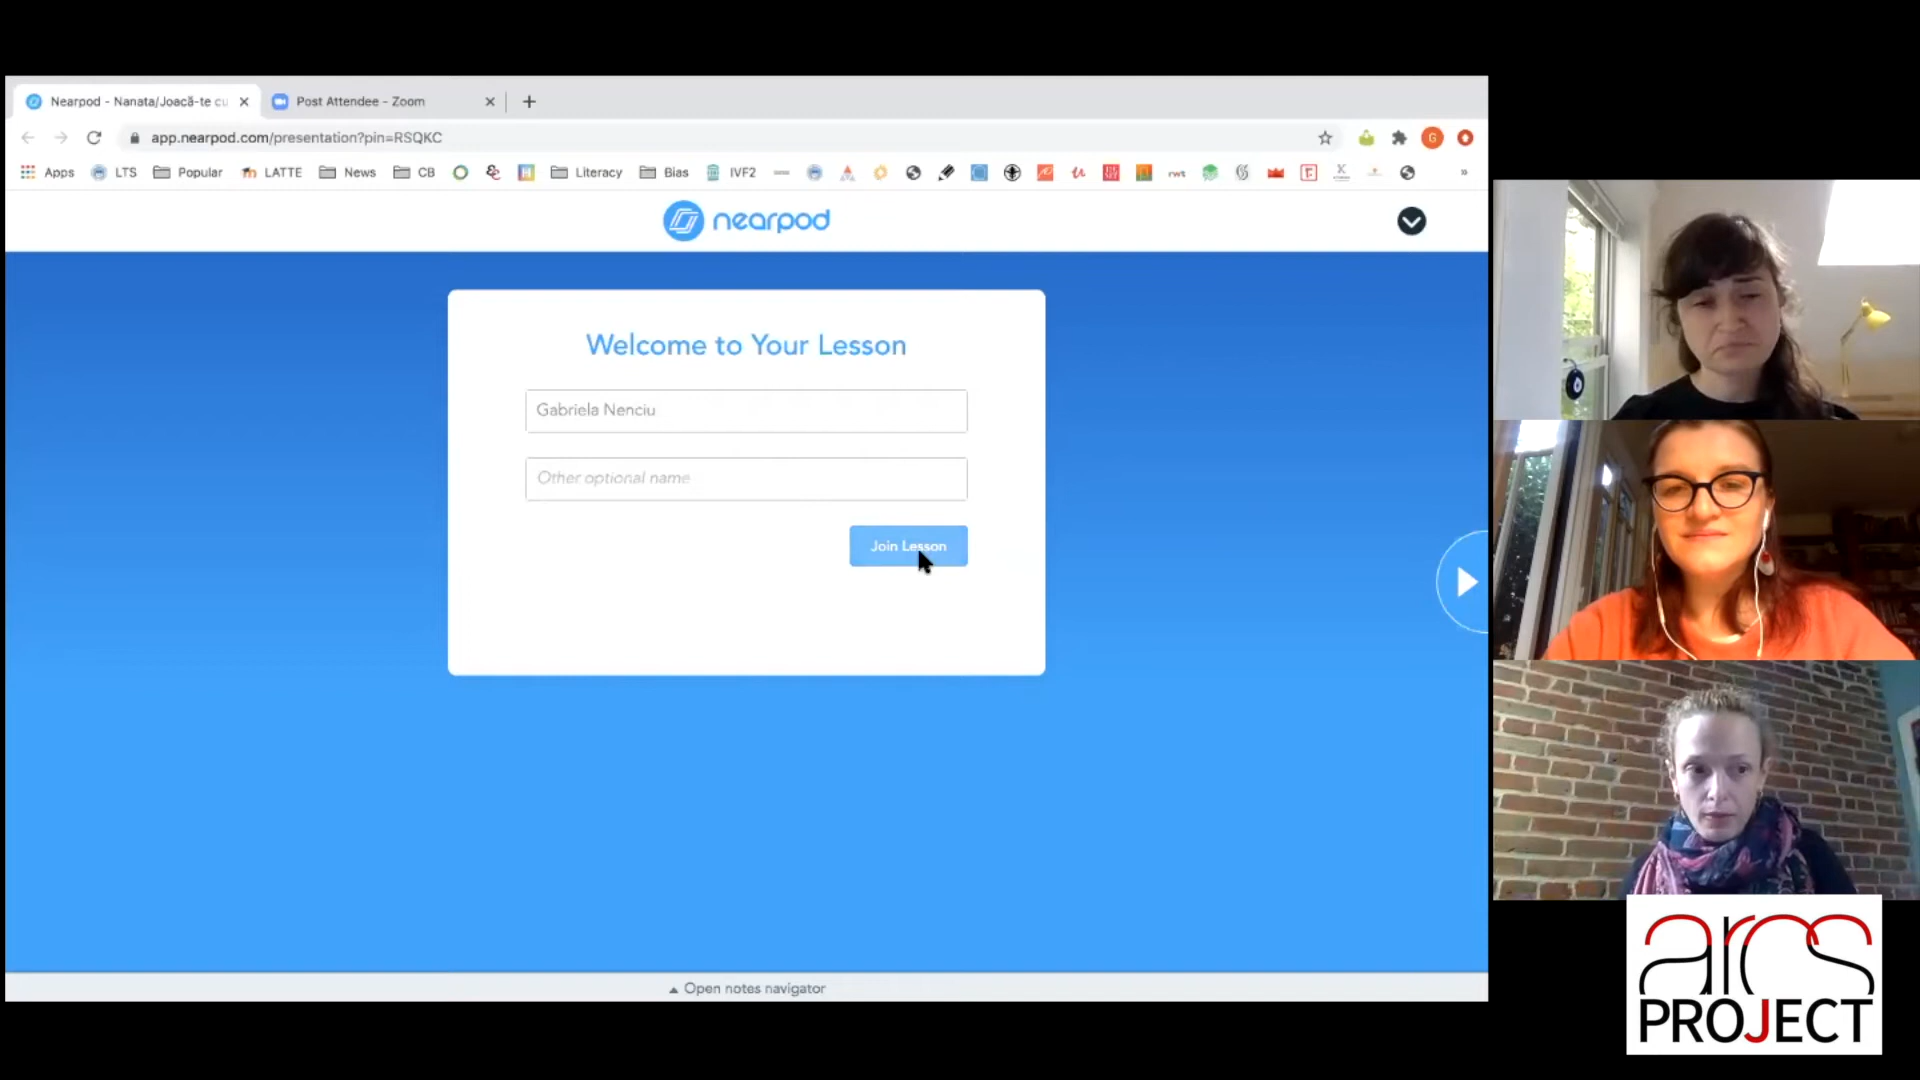 Nearpod - Nanata/Joacă-te cu
Post Attendee - Zoom
app.nearpod.com/presentation?pin=RSQKC
G
Apps LTS Popular LATTE News CB Literacy Bias IVF2 rwt »
nearpod
Welcome to Your Lesson
Gabriela Nenciu
Other optional name
Join Lesson
Open notes navigator
arcs
PROJECT